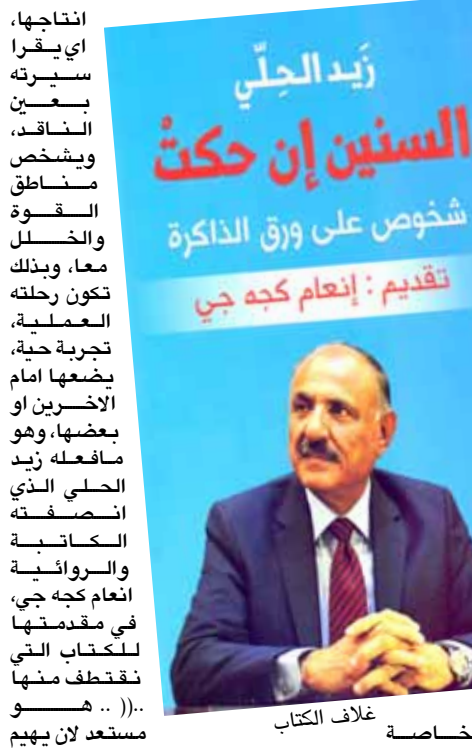 زَيد الحِلّي
السنين إن حكتْ
شخوص على ورق الذاكرة
تقديم : إنعام كجه جي
غلاف الكتاب
خاصة
انتاجها،
اي يقرا
سيرته
بعين
الناقد،
ويشخص
مناطق
القوة
والخلل
معا، وبذلك
تكون رحلته
العملية،
تجربة حية،
يضعها امام
الاخرين او
بعضها، وهو
مافعله زيد
الحلي الذي
انصفته
الكاتبة
والروائية
انعام كجه جي،
في مقدمتها
للكتاب التي
نقتطف منها
..(( .. هو
مستعد لان يهيم